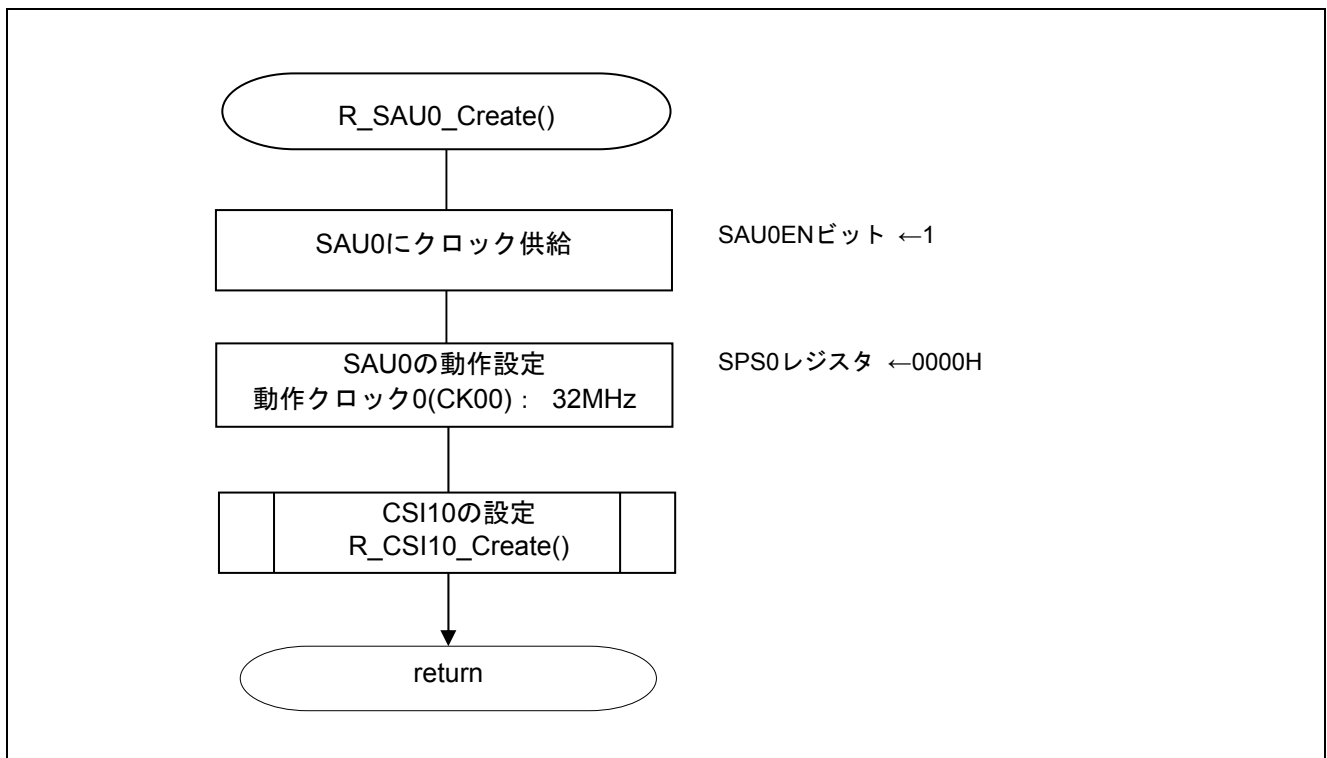 R_SAU0_Create()
SAU0にクロック供給
SAU0ENビット ←1
SAU0の動作設定
動作クロック0(CK00)： 32MHz
SPS0レジスタ ←0000H
CSI10の設定
R_CSI10_Create()
return